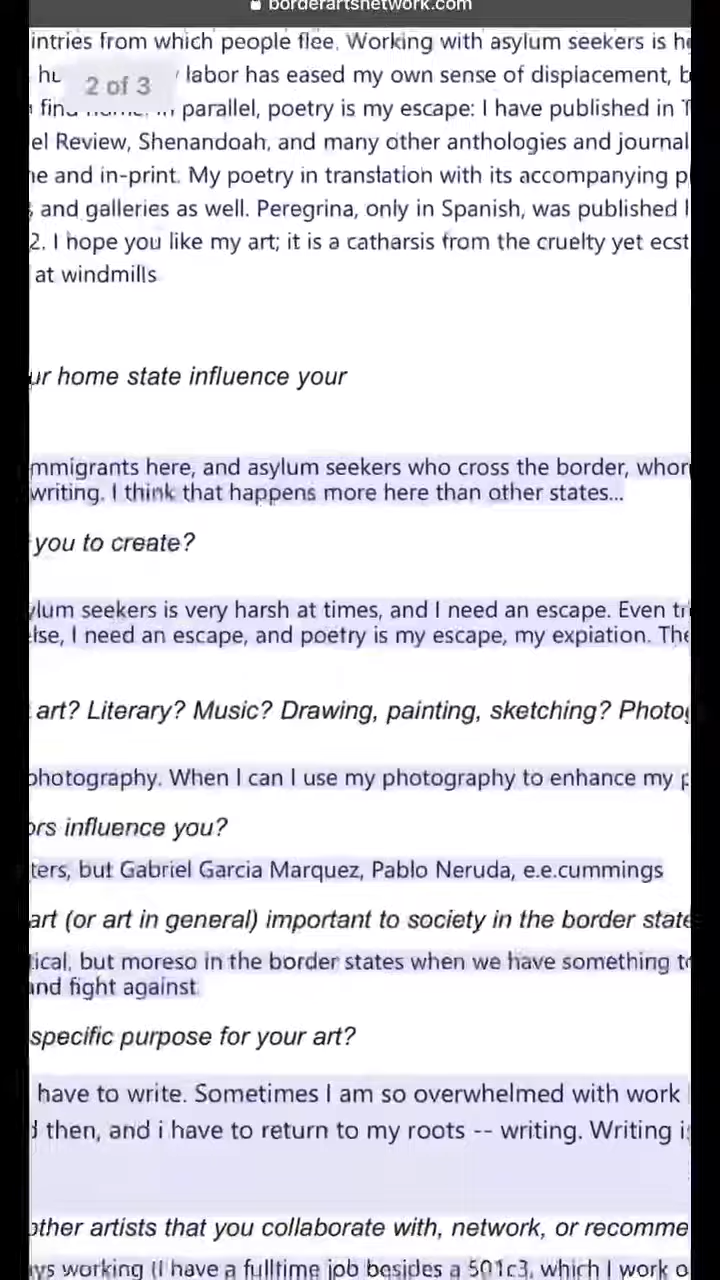 borderartsnetwork.com
intries from which people flee. Working with asylum seekers is
2 of 3
labor has eased my own sense of displacement,
parallel, poetry is my escape: I have published in
el Review, Shenandoah, and many other anthologies and journal
and in-print. My poetry in translation with its accompanying
and galleries as well. Peregrina, only in Spanish, was published
2. I hope you like my art; it is a catharsis from the cruelty yet ecst
at windmills
ur home state influence your
mmigrants here, and asylum seekers who cross the border,
writing. I think that happens more here than other states...
you to create?
ylum seekers is very harsh at times, and I need an escape. Even
lse, I need an escape, and poetry is my escape, my expiation. The
art? Literary? Music? Drawing, painting, sketching?
photography. When I can I use my photography to enhance my
ors influence you?
ters, but Gabriel Garcia Marquez, Pablo Neruda, e.e.cummings
art (or art in general) important to society in the border state
ical, but moreso in the border states when we have something
and fight against
specific purpose for your art?
have to write. Sometimes I am so overwhelmed with work
then, and i have to return to my roots -- writing. Writing
other artists that you collaborate with, network, or recomme
ys working (I have a fulltime job besides a 501c3, which I work